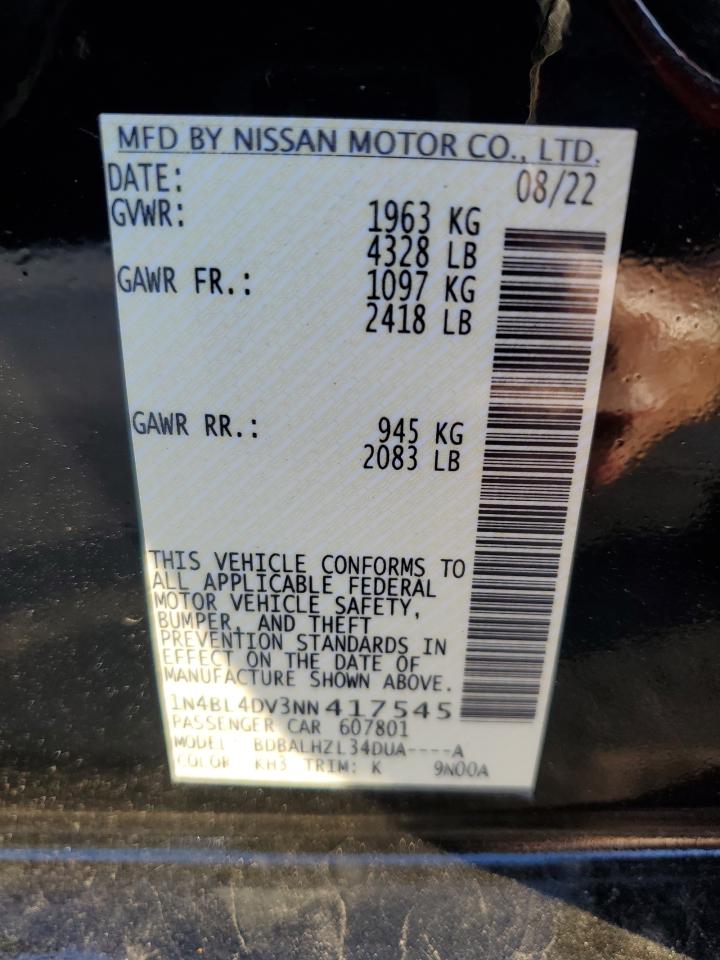 MFD BY NISSAN MOTOR CO., LTD.
DATE: 08/22
GVWR: 1963 KG
4328 LB
GAWR FR.: 1097 KG
2418 LB
GAWR RR.: 945 KG
2083 LB
THIS VEHICLE CONFORMS TO
ALL APPLICABLE FEDERAL
MOTOR VEHICLE SAFETY,
BUMPER, AND THEFT
PREVENTION STANDARDS IN
EFFECT ON THE DATE OF
MANUFACTURE SHOWN ABOVE.
1N4BL4DV3NN417545
PASSENGER CAR 607801
MODEL: BDBALHZL34DUA----A
COLOR: KH3 TRIM: K 9N00A